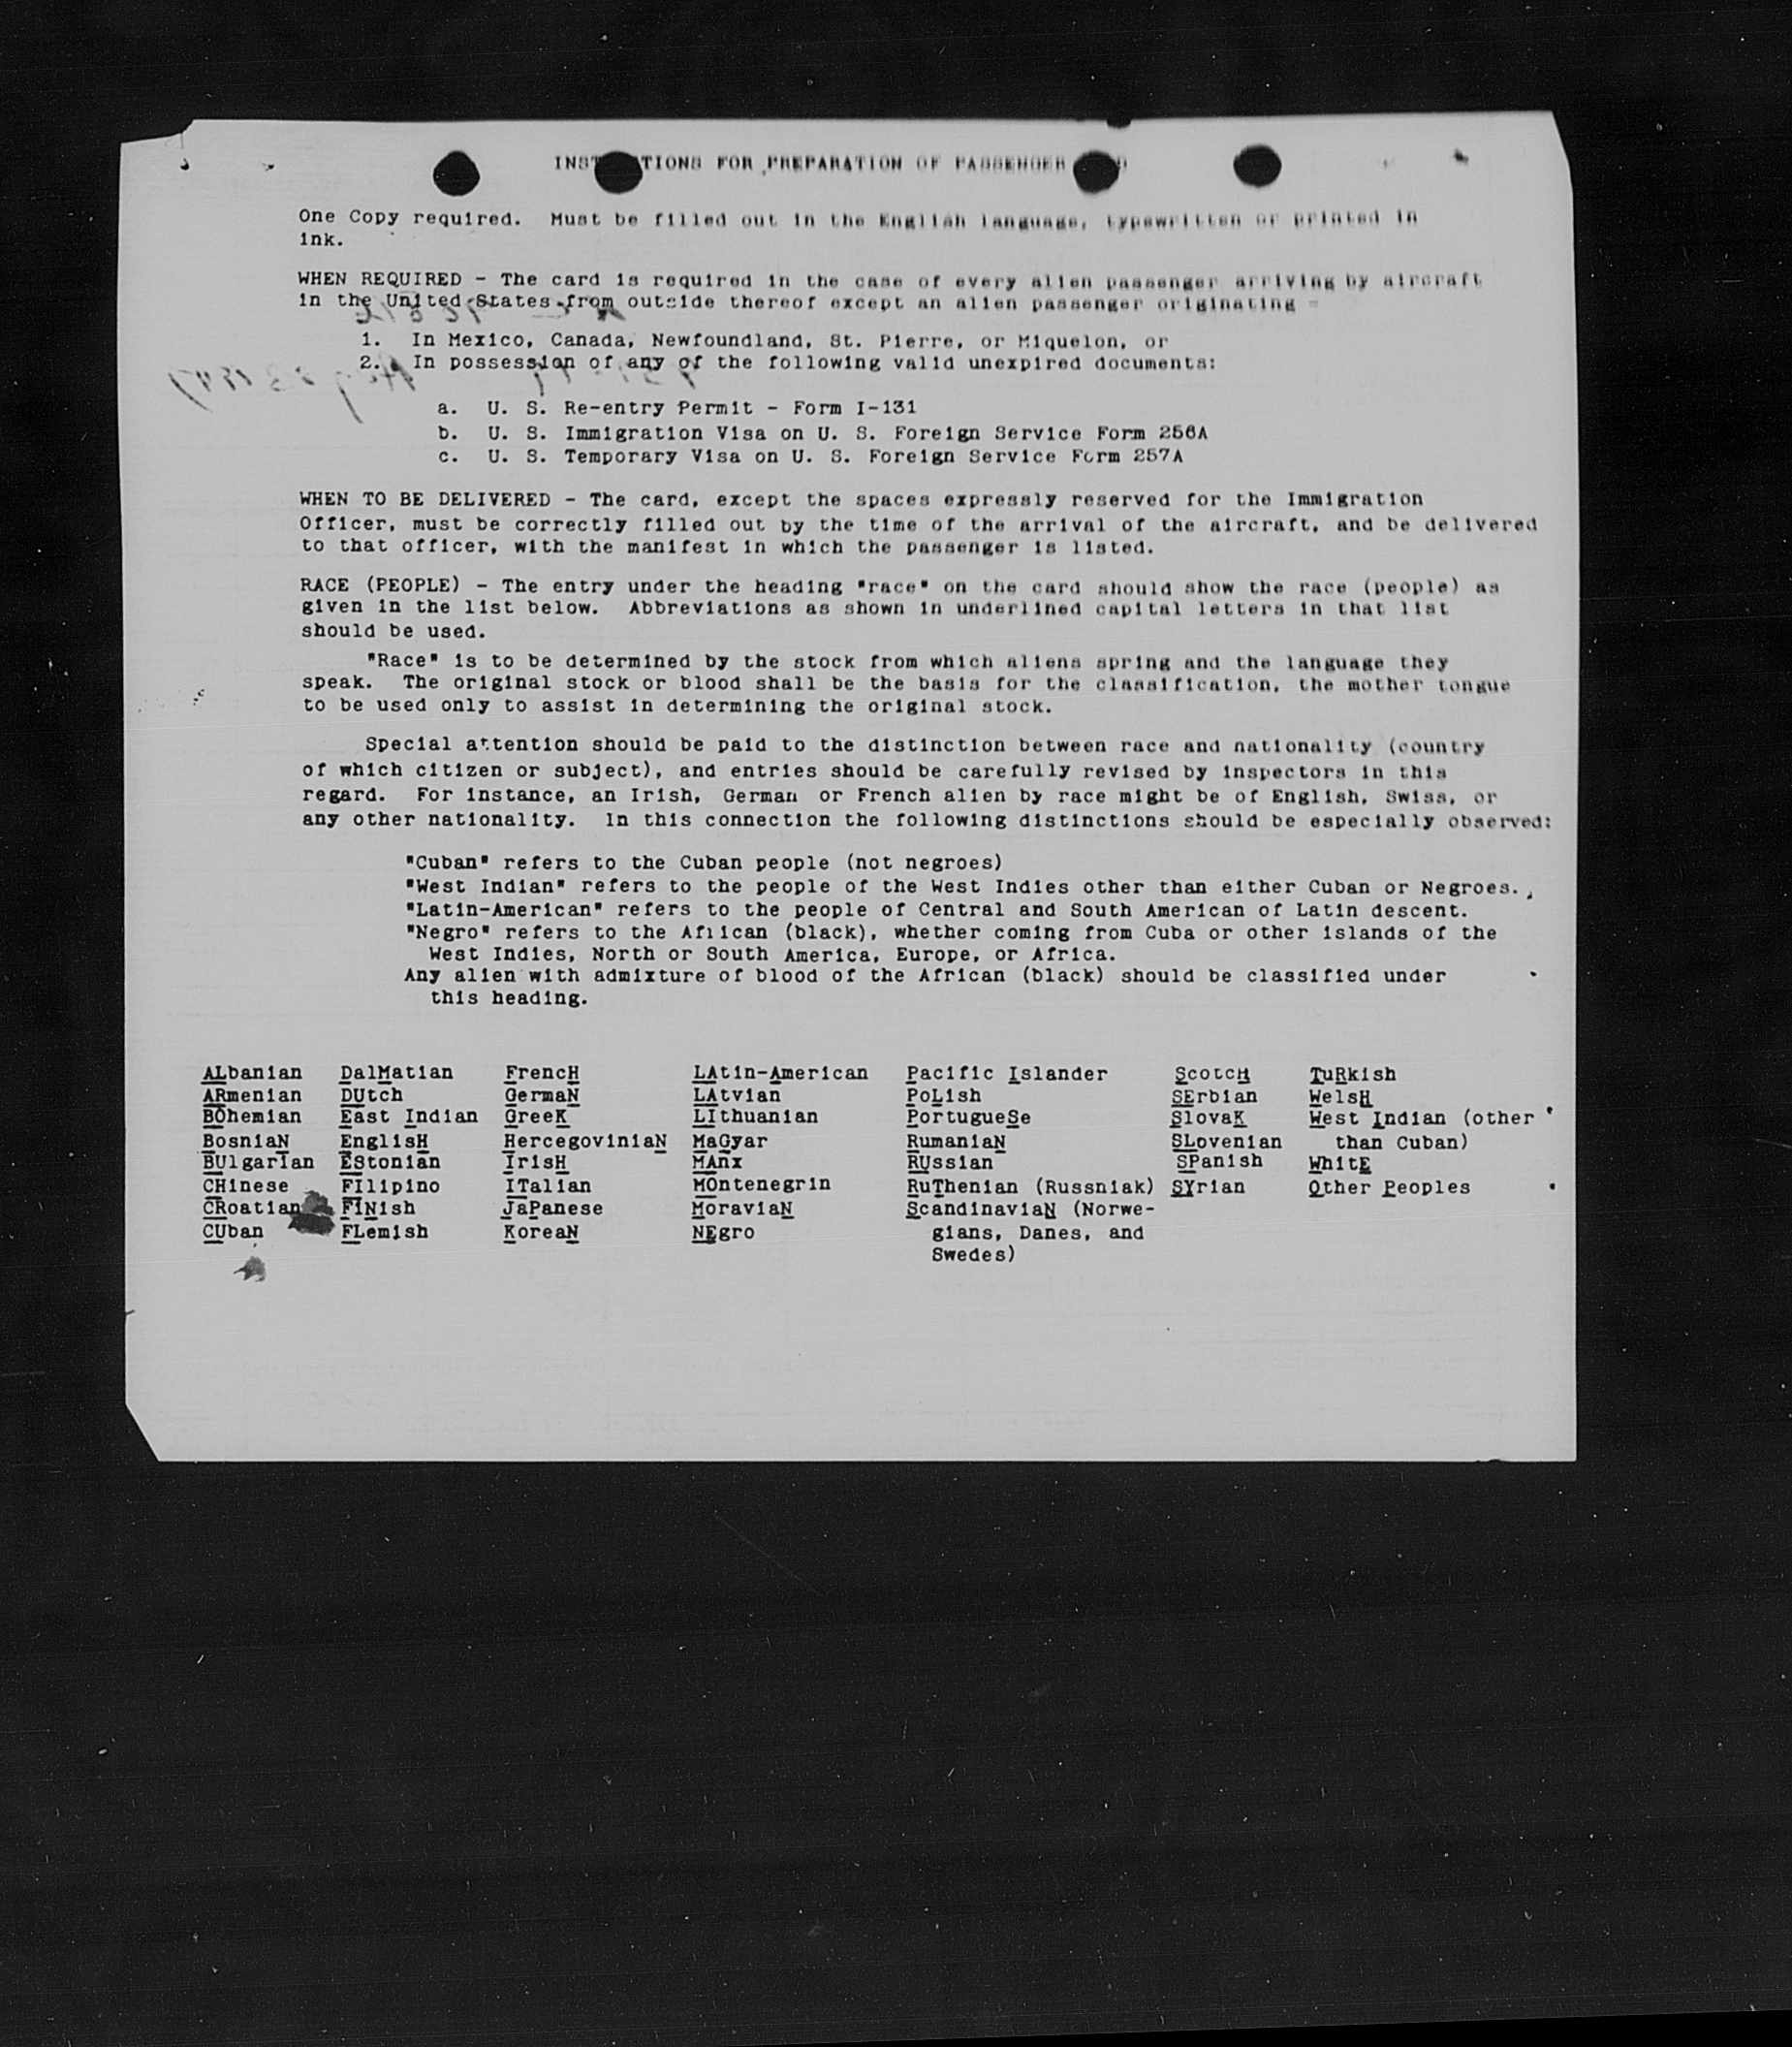 INSTRUCTIONS FOR PREPARATION OF PASSENGER
One Copy required. Must be filled out in the English language, typewritten or printed in
ink.
WHEN REQUIRED - The card is required in the case of every alien passenger arriving by aircraft
in the United States from outside thereof except an alien passenger originating -
1. In Mexico, Canada, Newfoundland, St. Pierre, or Miquelon, or
2. In possession of any of the following valid unexpired documents:
a. U. S. Re-entry Permit - Form I-131
b. U. S. Immigration Visa on U. S. Foreign Service Form 256A
c. U. S. Temporary Visa on U. S. Foreign Service Form 257A
WHEN TO BE DELIVERED - The card, except the spaces expressly reserved for the Immigration
Officer, must be correctly filled out by the time of the arrival of the aircraft, and be delivered
to that officer, with the manifest in which the passenger is listed.
RACE (PEOPLE) - The entry under the heading "race" on the card should show the race (people) as
given in the list below. Abbreviations as shown in underlined capital letters in that list
should be used.
"Race" is to be determined by the stock from which aliens spring and the language they
speak. The original stock or blood shall be the basis for the classification, the mother tongue
to be used only to assist in determining the original stock.
Special attention should be paid to the distinction between race and nationality (country
of which citizen or subject), and entries should be carefully revised by inspectors in this
regard. For instance, an Irish, German or French alien by race might be of English, Swiss, or
any other nationality. In this connection the following distinctions should be especially observed:
"Cuban" refers to the Cuban people (not negroes)
"West Indian" refers to the people of the West Indies other than either Cuban or Negroes.
"Latin-American" refers to the people of Central and South American of Latin descent.
"Negro" refers to the African (black), whether coming from Cuba or other islands of the
West Indies, North or South America, Europe, or Africa.
Any alien with admixture of blood of the African (black) should be classified under
this heading.
ALbanian DalMatian FrencH LAtin-American Pacific Islander ScotcH TuRkish
ARmenian DUtch GermaN LAtvian PoLish SErbian WelsH
BOhemian East Indian GreeK LIthuanian PortugueSe SlovaK West Indian (other
BosniaN EnglisH HercegoviniaN MaGyar RumaniaN SLovenian than Cuban)
BUlgarian EStonian IrisH MAnx RUssian SPanish WhitE
CHinese FIlipino ITalian MOntenegrin RuThenian (Russniak) SYrian Other Peoples
CRoatian FINish JaPanese MoraviaN ScandinaviaN (Norwe-
CUban FLemish KoreaN NEgro gians, Danes, and
Swedes)